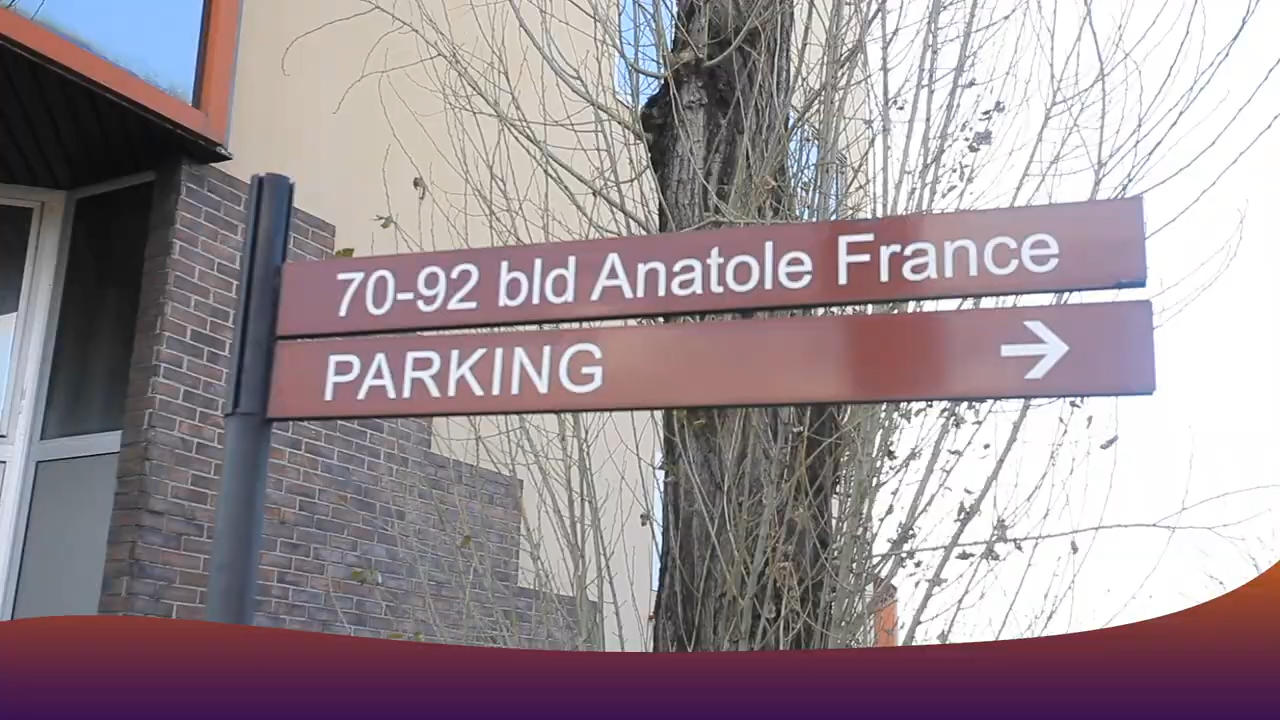 70-92 bld Anatole France
PARKING →